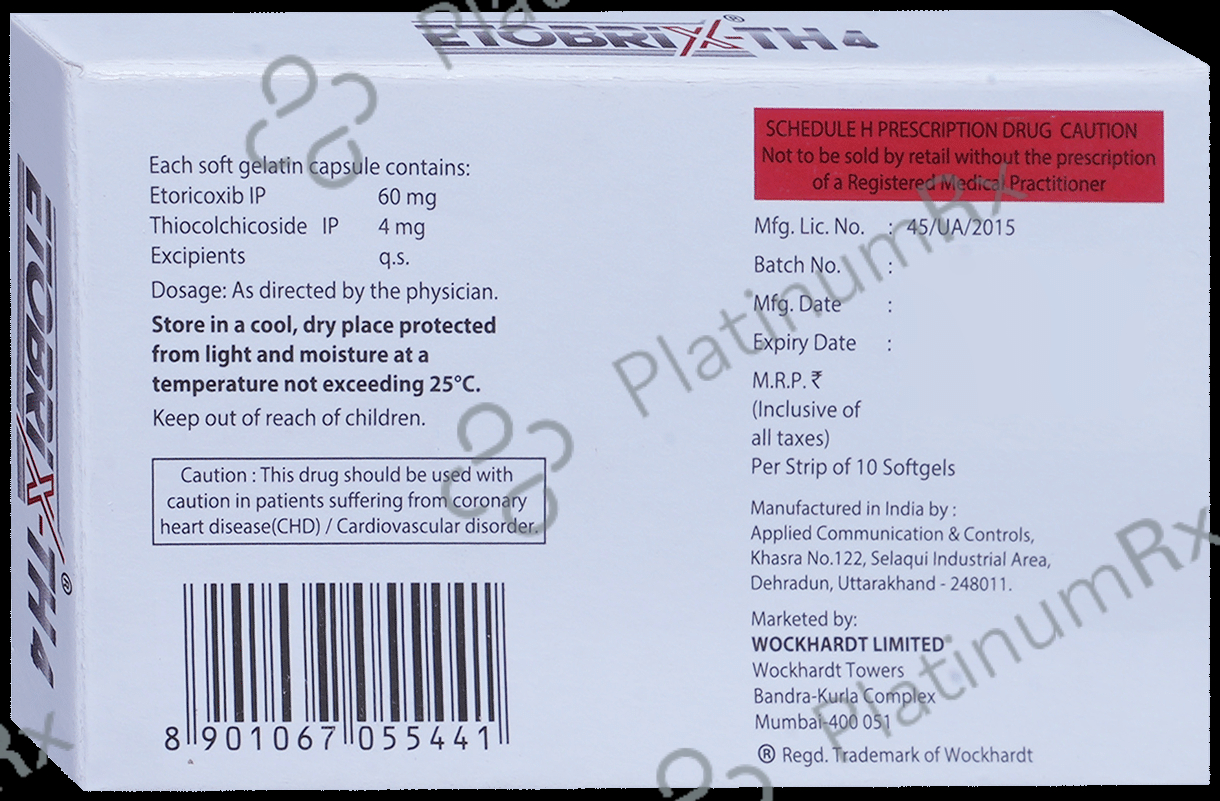 ETOBRIX-TH 4
ETOBRIX-TH 4
Each soft gelatin capsule contains:
Etoricoxib IP 60 mg
Thiocolchicoside IP 4 mg
Excipients q.s.
Dosage: As directed by the physician.
Store in a cool, dry place protected
from light and moisture at a
temperature not exceeding 25°C.
Keep out of reach of children.
Caution : This drug should be used with
caution in patients suffering from coronary
heart disease(CHD) / Cardiovascular disorder.
8 901067 055441
SCHEDULE H PRESCRIPTION DRUG CAUTION
Not to be sold by retail without the prescription
of a Registered Medical Practitioner
Mfg. Lic. No. : 45/UA/2015
Batch No. :
Mfg. Date :
Expiry Date :
M.R.P. ₹
(Inclusive of
all taxes)
Per Strip of 10 Softgels
Manufactured in India by :
Applied Communication & Controls,
Khasra No.122, Selaqui Industrial Area,
Dehradun, Uttarakhand - 248011.
Marketed by:
WOCKHARDT LIMITED®
Wockhardt Towers
Bandra-Kurla Complex
Mumbai-400 051
® Regd. Trademark of Wockhardt
PlatinumRx
PlatinumRx
PlatinumRx